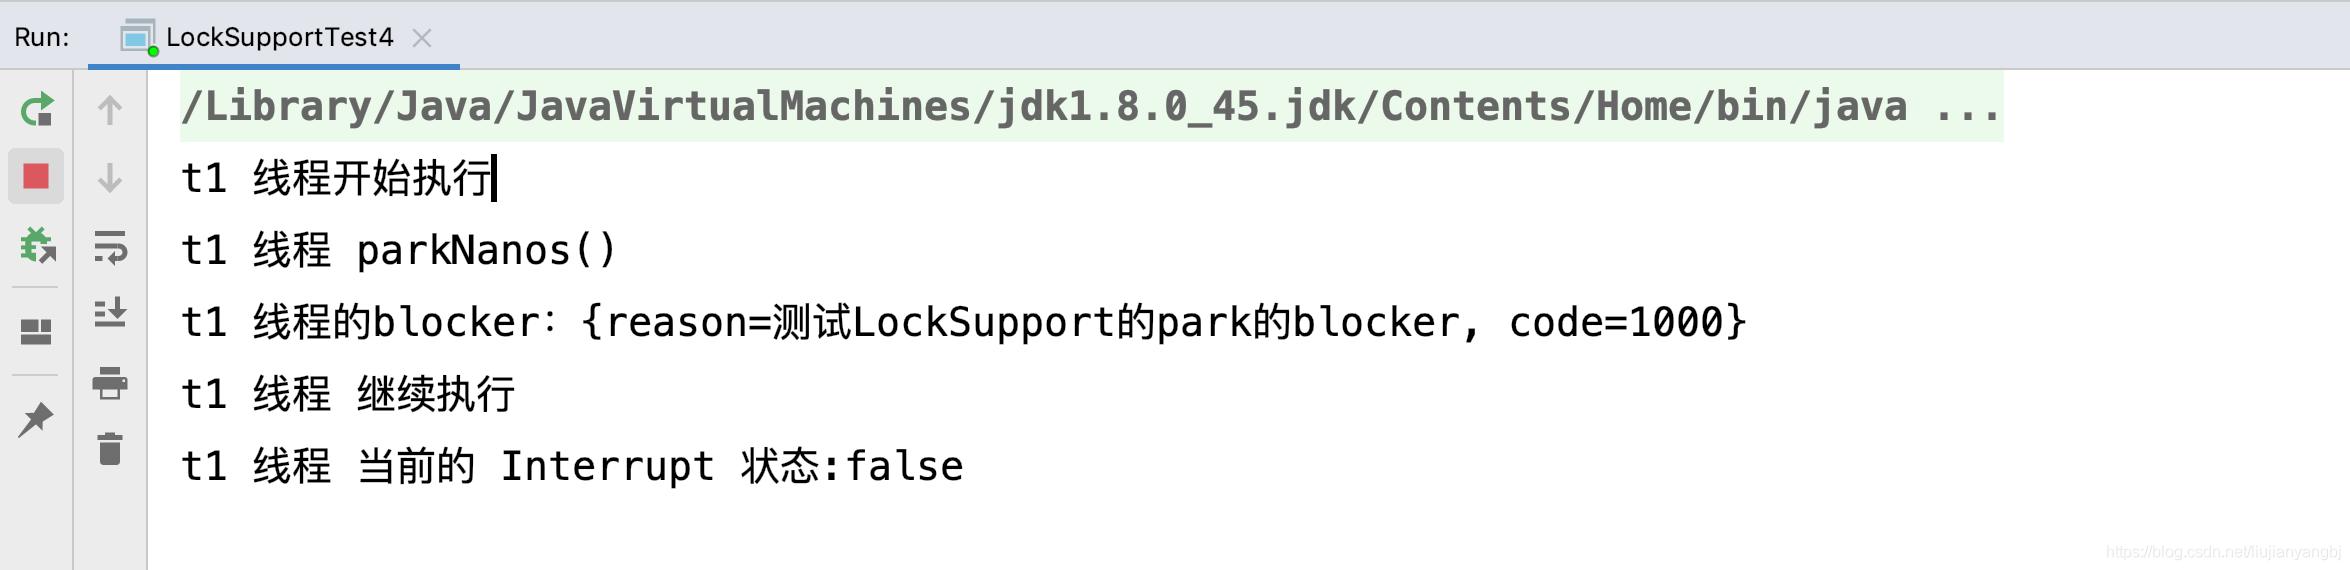 Run: LockSupportTest4
/Library/Java/JavaVirtualMachines/jdk1.8.0_45.jdk/Contents/Home/bin/java ...
t1 线程开始执行
t1 线程 parkNanos()
t1 线程的blocker：{reason=测试LockSupport的park的blocker, code=1000}
t1 线程 继续执行
t1 线程 当前的 Interrupt 状态:false
https://blog.csdn.net/liujianyangbj